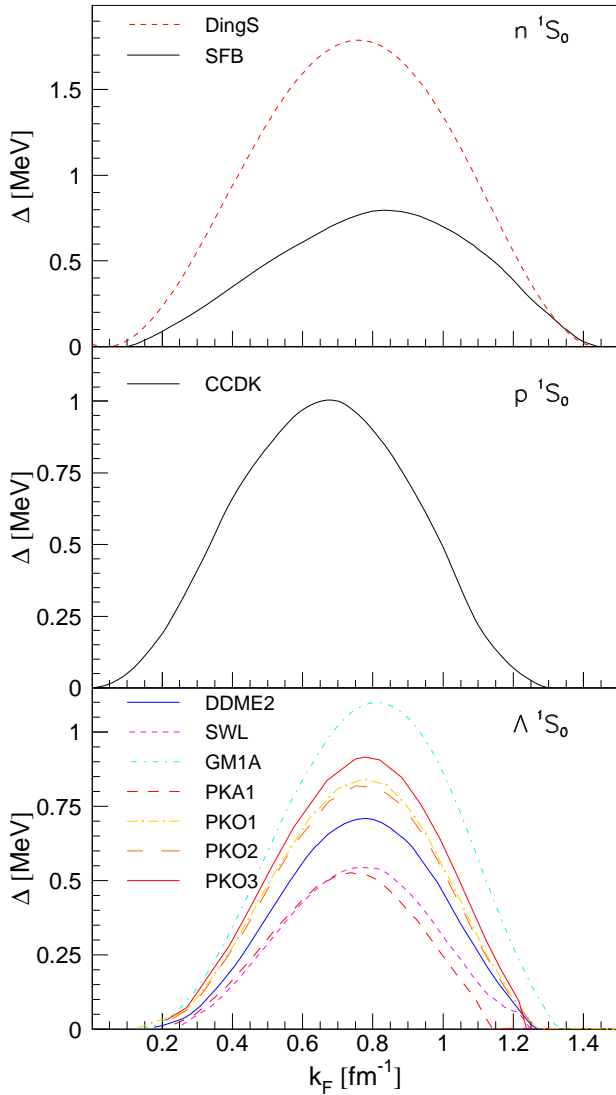 DingS
SFB
n ¹S₀
Δ [MeV]
1.5
1
0.5
0
CCDK
p ¹S₀
Δ [MeV]
1
0.75
0.5
0.25
0
DDME2
SWL
GM1A
PKA1
PKO1
PKO2
PKO3
Λ ¹S₀
Δ [MeV]
1
0.75
0.5
0.25
0
0.2 0.4 0.6 0.8 1 1.2 1.4
k_F [fm⁻¹]